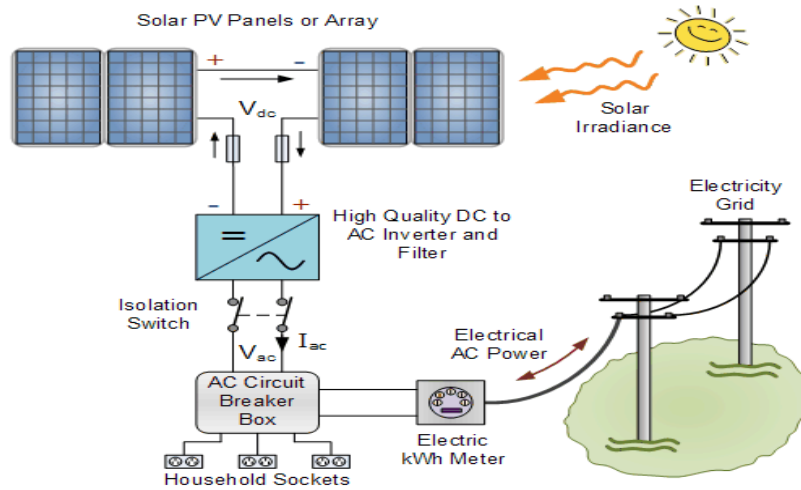 Solar PV Panels or Array
+
-
Solar
Irradiance
Vdc
-
+
High Quality DC to
AC Inverter and
Filter
Electricity
Grid
Isolation
Switch
Vac
Iac
Electrical
AC Power
AC Circuit
Breaker
Box
Electric
kWh Meter
Household Sockets